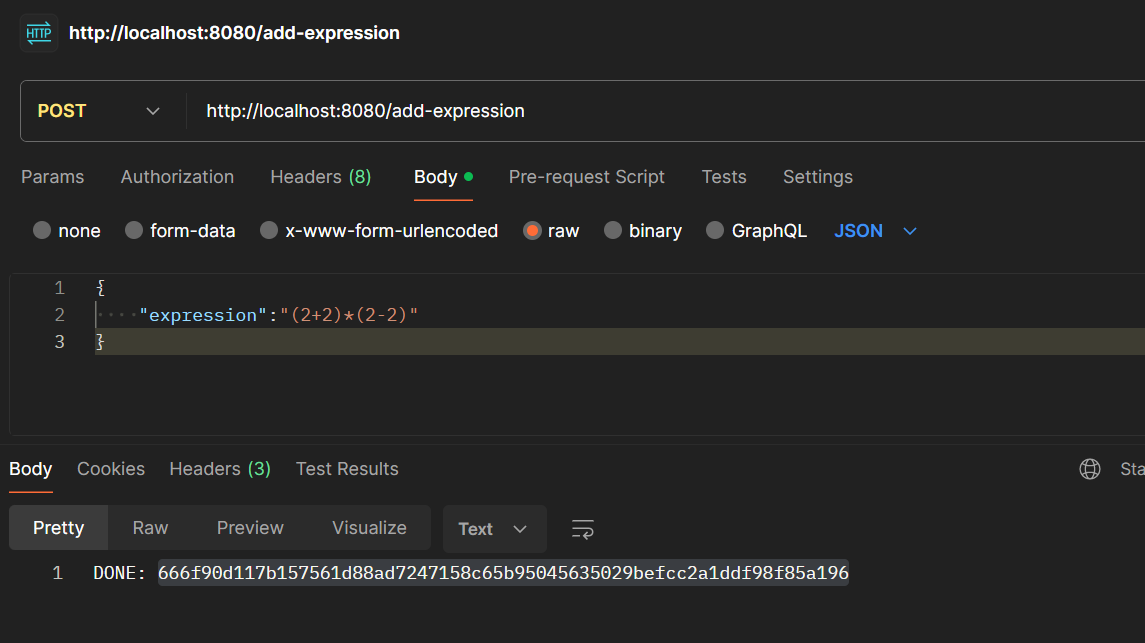 HTTP http://localhost:8080/add-expression
POST http://localhost:8080/add-expression
Params Authorization Headers (8) Body Pre-request Script Tests Settings
none form-data x-www-form-urlencoded raw binary GraphQL JSON
1 {
2 ····"expression":"(2+2)*(2-2)"
3 }
Body Cookies Headers (3) Test Results Sta
Pretty Raw Preview Visualize Text
1 DONE: 666f90d117b157561d88ad7247158c65b95045635029befcc2a1ddf98f85a196